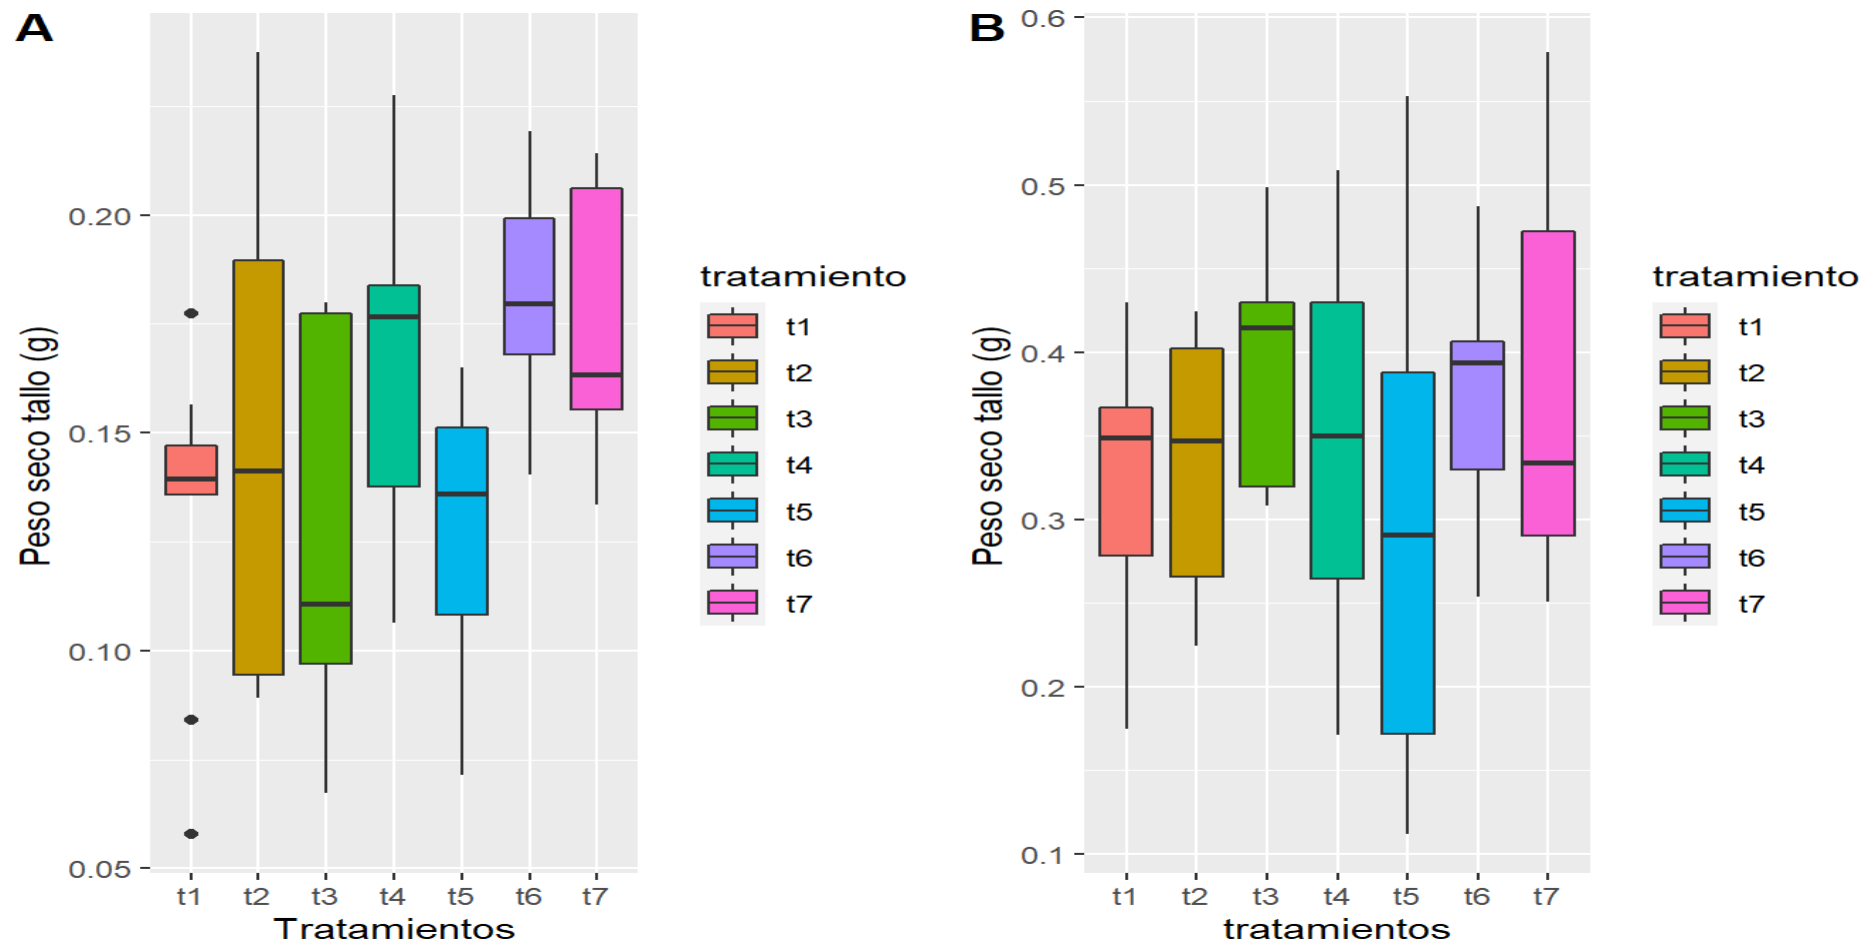 A
Peso seco tallo (g)
0.20
0.15
0.10
0.05
t1 t2 t3 t4 t5 t6 t7
Tratamientos
tratamiento
t1
t2
t3
t4
t5
t6
t7
B
Peso seco tallo (g)
0.6
0.5
0.4
0.3
0.2
0.1
t1 t2 t3 t4 t5 t6 t7
tratamientos
tratamiento
t1
t2
t3
t4
t5
t6
t7